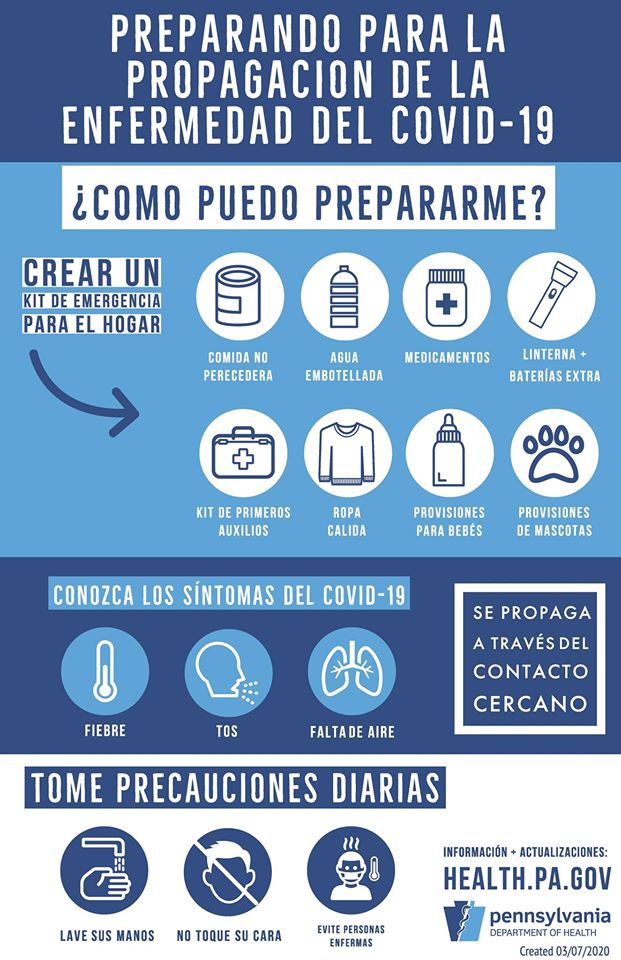 PREPARANDO PARA LA
PROPAGACION DE LA
ENFERMEDAD DEL COVID-19
¿COMO PUEDO PREPARARME?
CREAR UN
KIT DE EMERGENCIA
PARA EL HOGAR
COMIDA NO
PERECEDERA
AGUA
EMBOTELLADA
MEDICAMENTOS
LINTERNA +
BATERÍAS EXTRA
KIT DE PRIMEROS
AUXILIOS
ROPA
CALIDA
PROVISIONES
PARA BEBÉS
PROVISIONES
DE MASCOTAS
CONOZCA LOS SÍNTOMAS DEL COVID-19
FIEBRE
TOS
FALTA DE AIRE
SE PROPAGA
A TRAVÉS DEL
CONTACTO
CERCANO
TOME PRECAUCIONES DIARIAS
LAVE SUS MANOS
NO TOQUE SU CARA
EVITE PERSONAS
ENFERMAS
INFORMACIÓN + ACTUALIZACIONES:
HEALTH.PA.GOV
pennsylvania
DEPARTMENT OF HEALTH
Created 03/07/2020